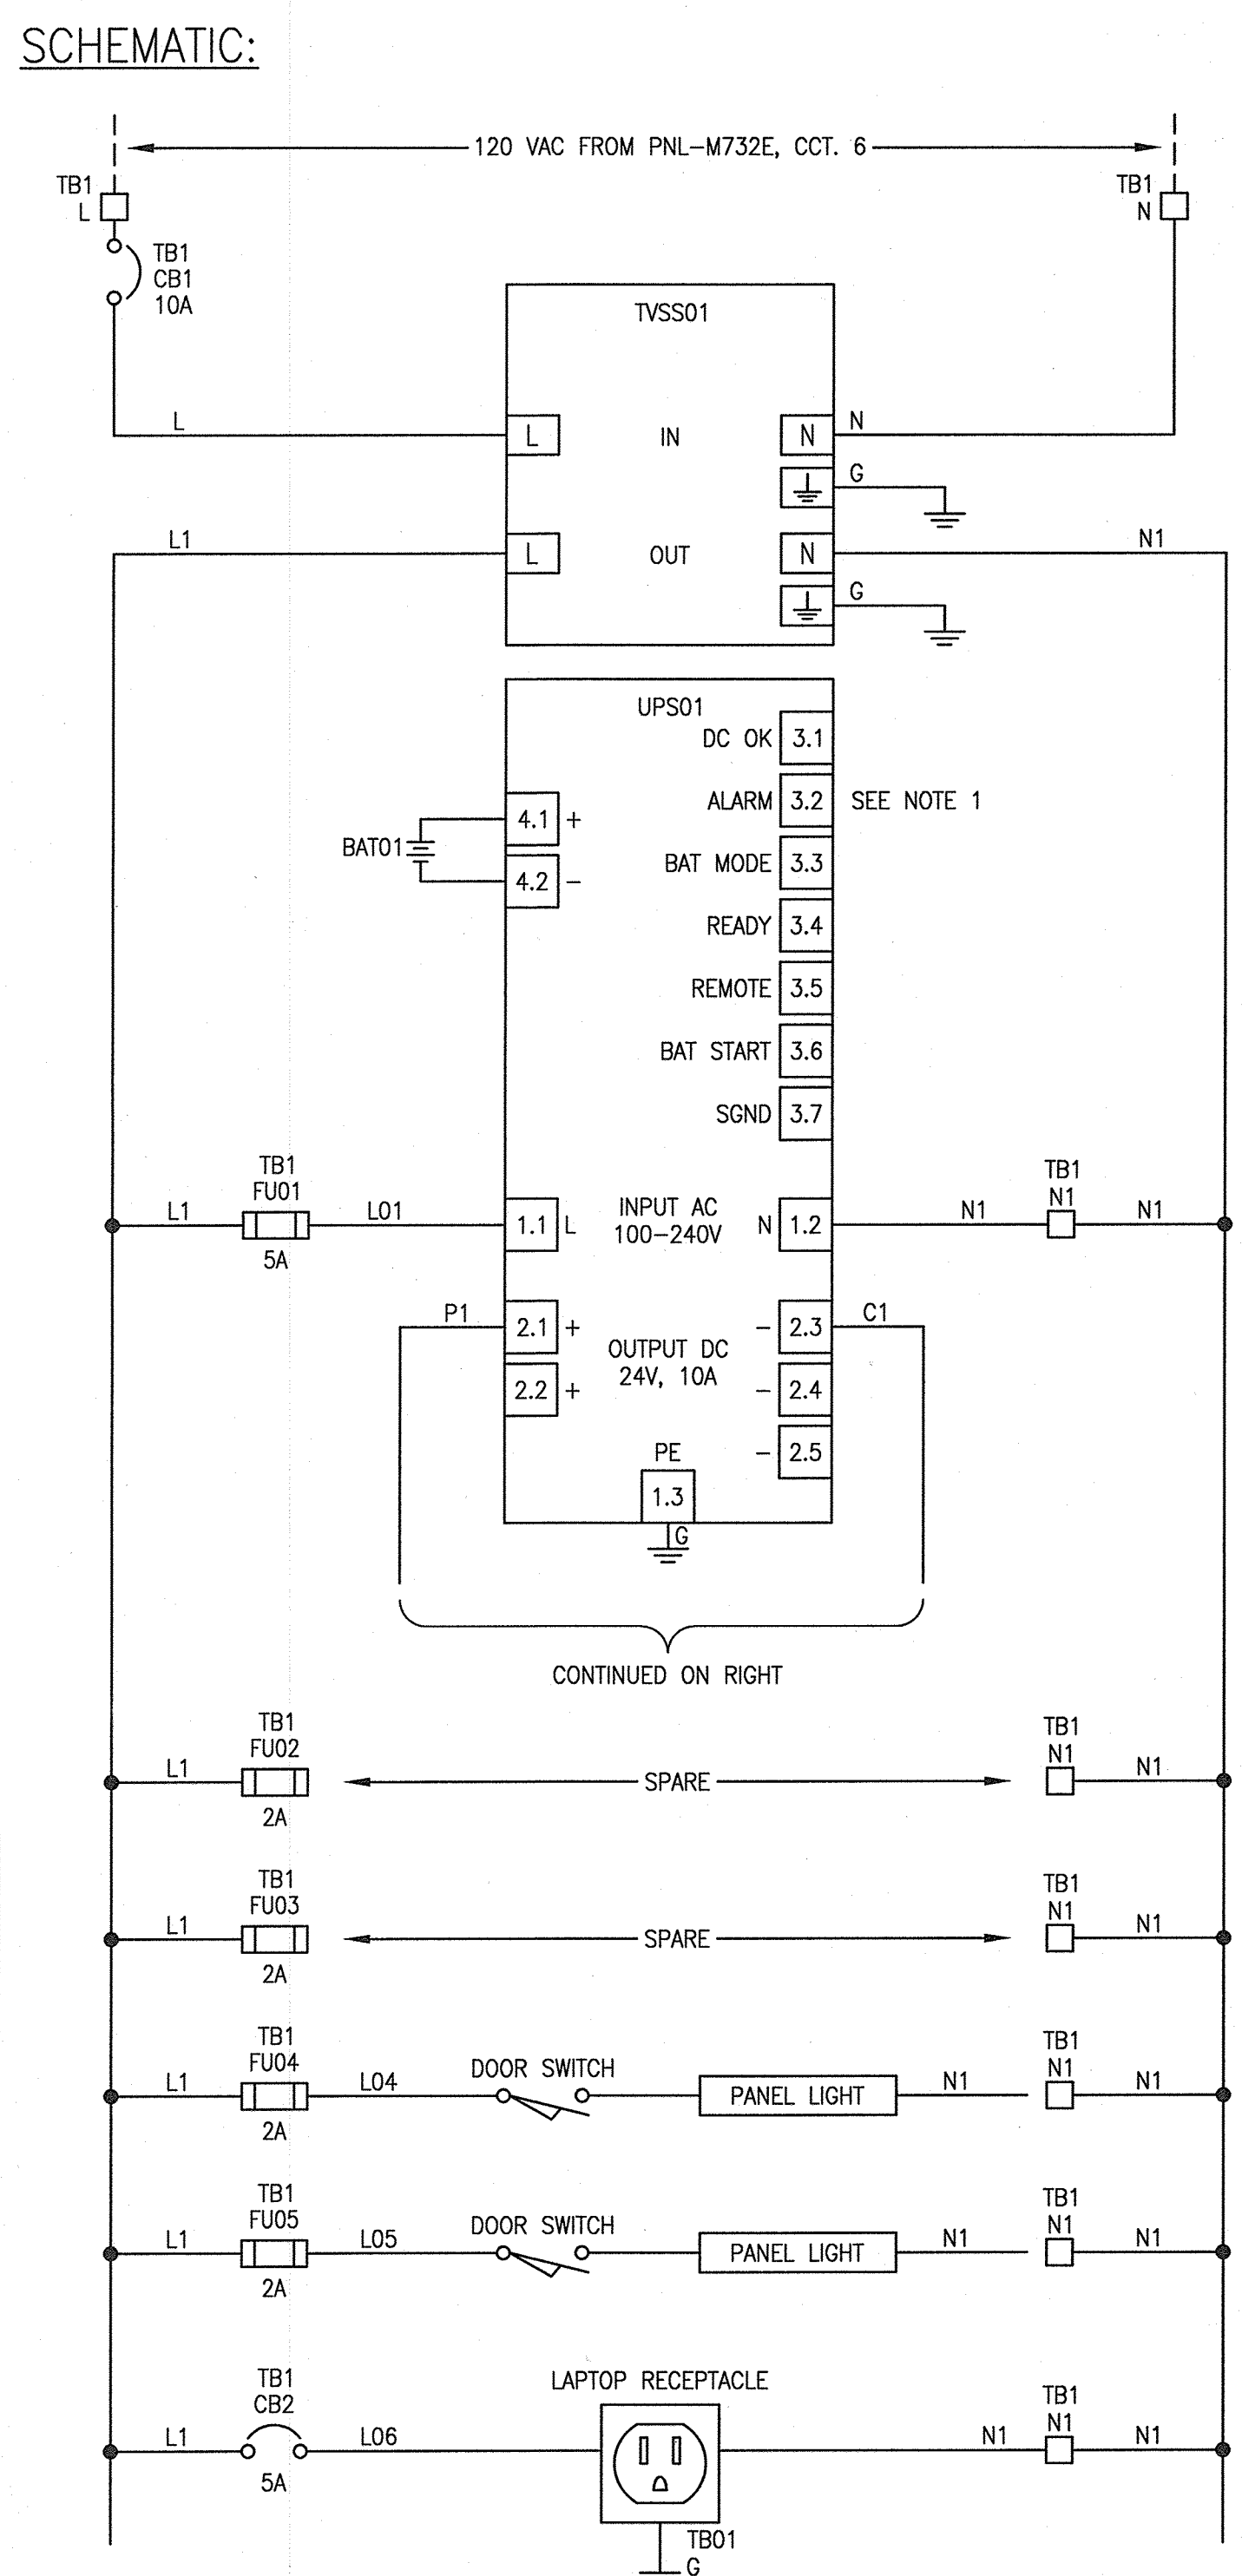 SCHEMATIC:
120 VAC FROM PNL-M732E, CCT. 6
TB1
L
TB1
N
TB1
CB1
10A
TVSS01
L
L
IN
N
N
G
L1
L
OUT
N
N1
G
UPS01
DC OK 3.1
ALARM 3.2 SEE NOTE 1
4.1 +
BAT01
BAT MODE 3.3
4.2 -
READY 3.4
REMOTE 3.5
BAT START 3.6
SGND 3.7
TB1
FU01
L1
L01
5A
1.1 L
INPUT AC
100-240V
N 1.2
N1
TB1
N1
N1
P1
2.1 +
- 2.3
C1
OUTPUT DC
24V, 10A
2.2 +
- 2.4
- 2.5
PE
1.3
G
CONTINUED ON RIGHT
TB1
FU02
L1
2A
SPARE
TB1
N1
N1
TB1
FU03
L1
2A
SPARE
TB1
N1
N1
TB1
FU04
L1
L04
2A
DOOR SWITCH
PANEL LIGHT
N1
TB1
N1
N1
TB1
FU05
L1
L05
2A
DOOR SWITCH
PANEL LIGHT
N1
TB1
N1
N1
TB1
CB2
L1
L06
5A
LAPTOP RECEPTACLE
N1
TB1
N1
N1
TB01
G